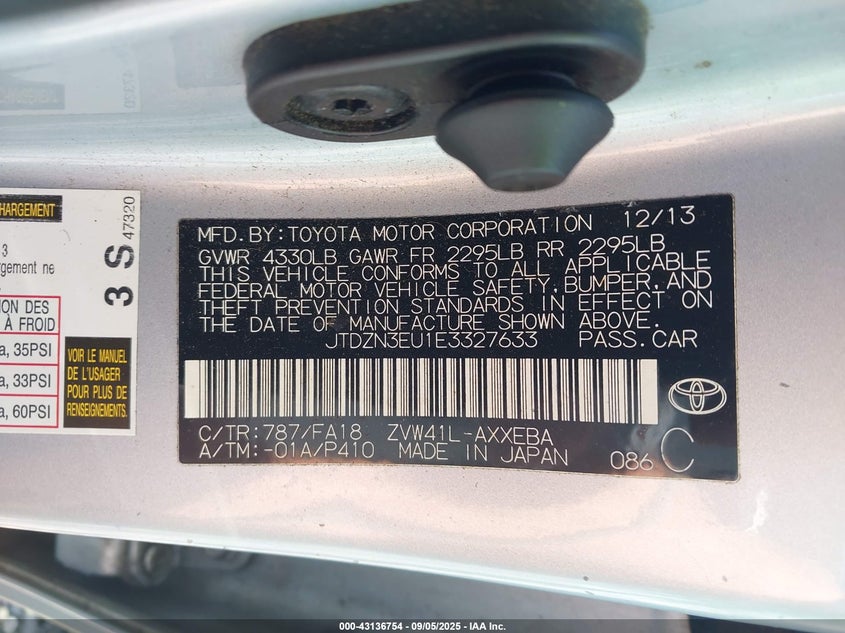 HARGEMENT
3
rgement ne
ION DES
À FROID
a, 35PSI
a, 33PSI
a, 60PSI
VOIR LE MANUEL
DE L'USAGER
POUR PLUS DE
RENSEIGNEMENTS.
3 S 47320
MFD.BY:TOYOTA MOTOR CORPORATION 12/13
GVWR 4330LB GAWR FR 2295LB RR 2295LB
THIS VEHICLE CONFORMS TO ALL APPLICABLE
FEDERAL MOTOR VEHICLE SAFETY,BUMPER,AND
THEFT PREVENTION STANDARDS IN EFFECT ON
THE DATE OF MANUFACTURE SHOWN ABOVE.
JTDZN3EU1E3327633 PASS.CAR
C/TR:787/FA18 ZVW41L-AXXEBA
A/TM:-01A/P410 MADE IN JAPAN 086 C
000-43136754 - 09/05/2025 - IAA Inc.